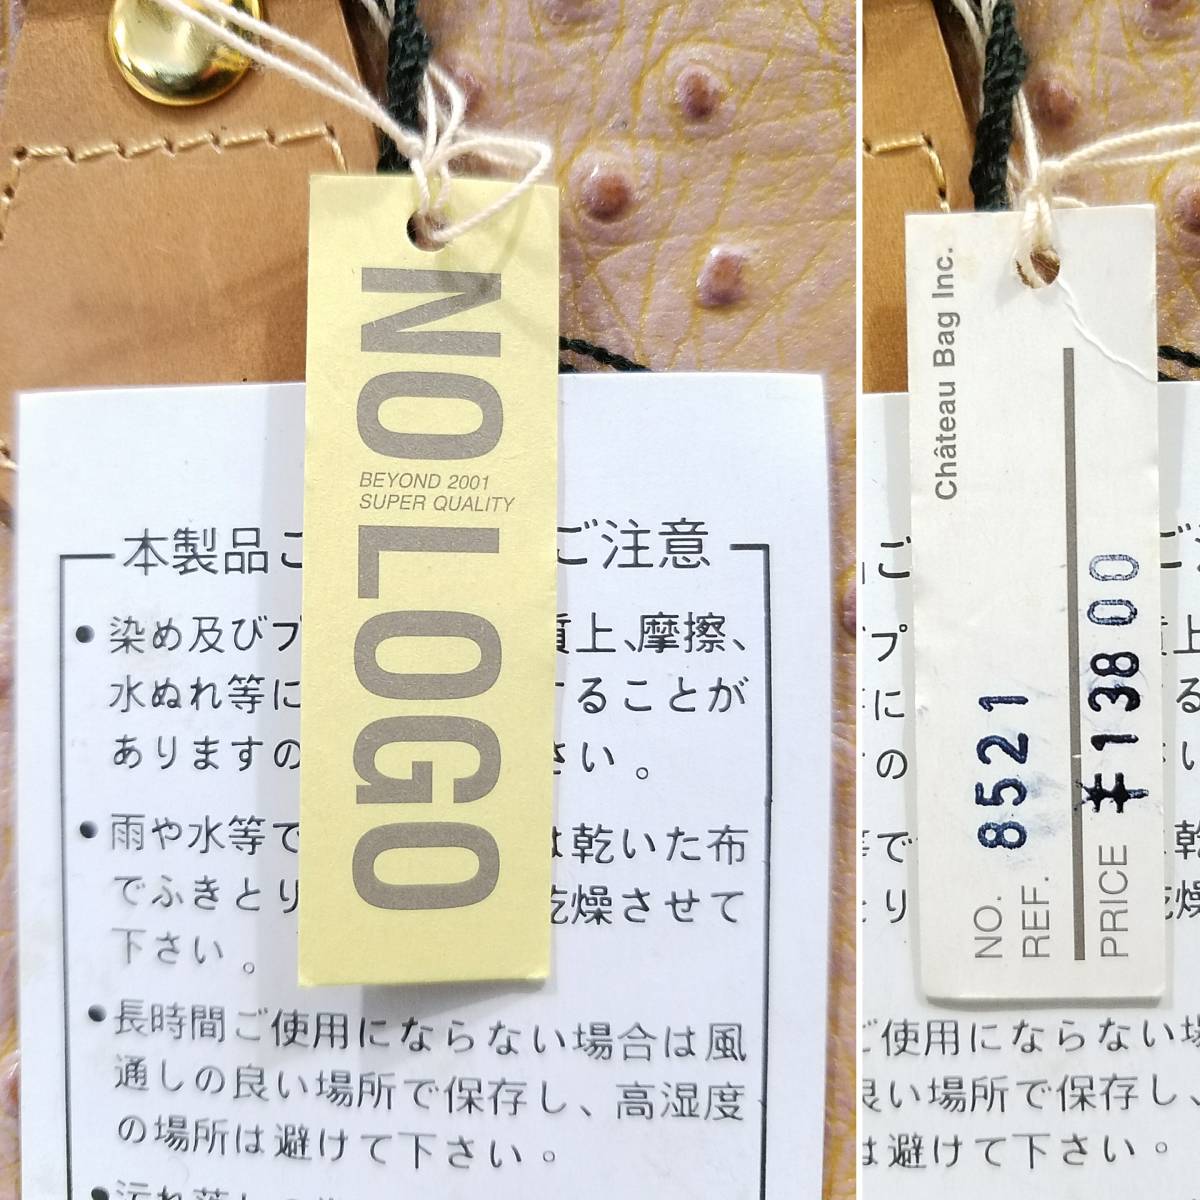 NO LOGO
BEYOND 2001
SUPER QUALITY
本製品ご
ご注意
染め及びプ
質上、摩擦、
水ぬれ等に
することが
ありますの
さい。
雨や水等で
は乾いた布
でふきとり
乾燥させて
下さい。
長時間ご使用にならない場合は風
通しの良い場所で保存し、高湿度
の場所は避けて下さい。
Château Bag Inc.
NO. 8521
REF.
PRICE ¥13800
ご
プ
上
に
る
の
い
で
乾
り
燥
ご使用にならない場
良い場所で保存し、
は避けて下さい。